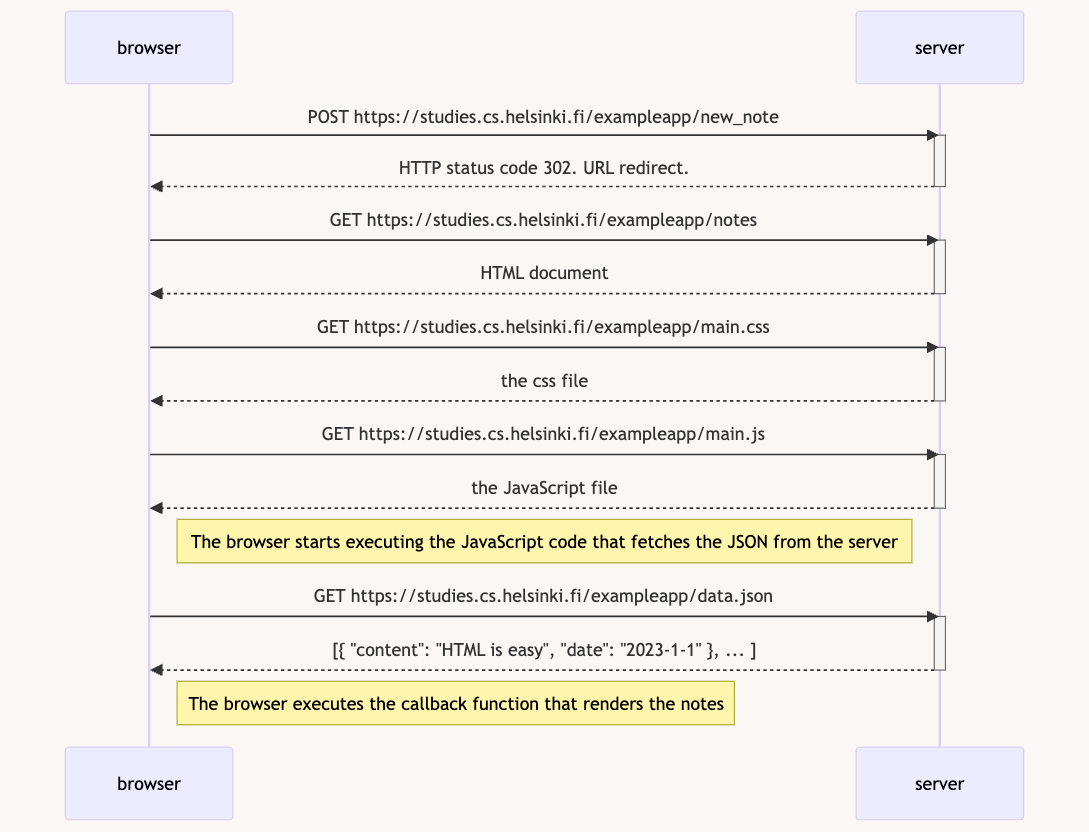 browser
server
POST https://studies.cs.helsinki.fi/exampleapp/new_note
HTTP status code 302. URL redirect.
GET https://studies.cs.helsinki.fi/exampleapp/notes
HTML document
GET https://studies.cs.helsinki.fi/exampleapp/main.css
the css file
GET https://studies.cs.helsinki.fi/exampleapp/main.js
the JavaScript file
The browser starts executing the JavaScript code that fetches the JSON from the server
GET https://studies.cs.helsinki.fi/exampleapp/data.json
[{ "content": "HTML is easy", "date": "2023-1-1" }, ... ]
The browser executes the callback function that renders the notes
browser
server